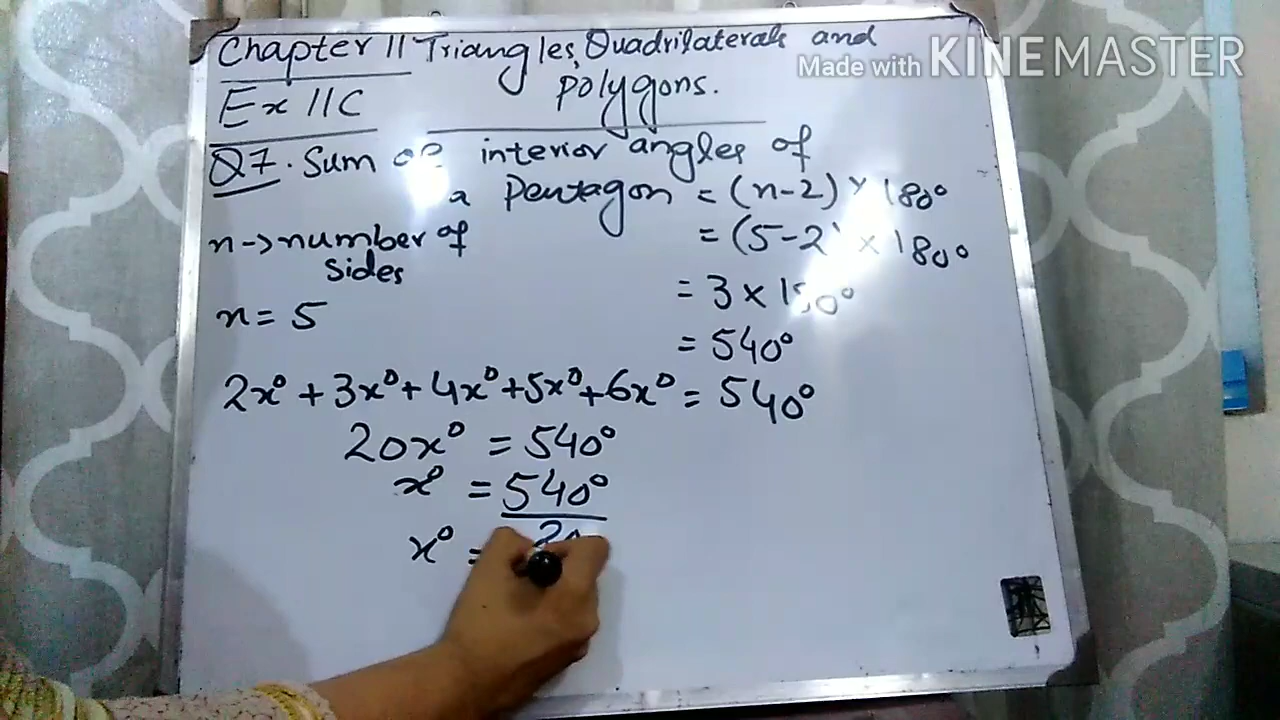 Chapter 11 Triangles, Quadrilaterals and
polygons.
Made with KINEMASTER
Ex 11C
Q7. Sum of interior angles of
a Pentagon = (n-2) × 180°
n->number of sides
= (5-2) × 180°
n = 5
= 3 × 180°
= 540°
2x° + 3x° + 4x° + 5x° + 6x° = 540°
20x° = 540°
x° = 540°
20
x° =